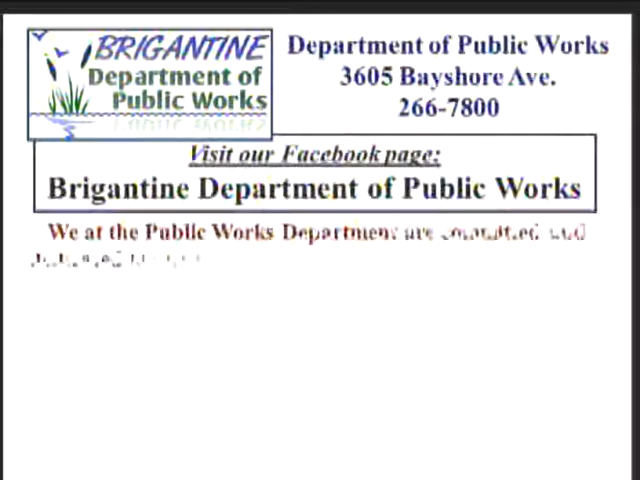 BRIGANTINE
Department of
Public Works
Department of Public Works
3605 Bayshore Ave.
266-7800
Visit our Facebook page:
Brigantine Department of Public Works
We at the Public Works Department are